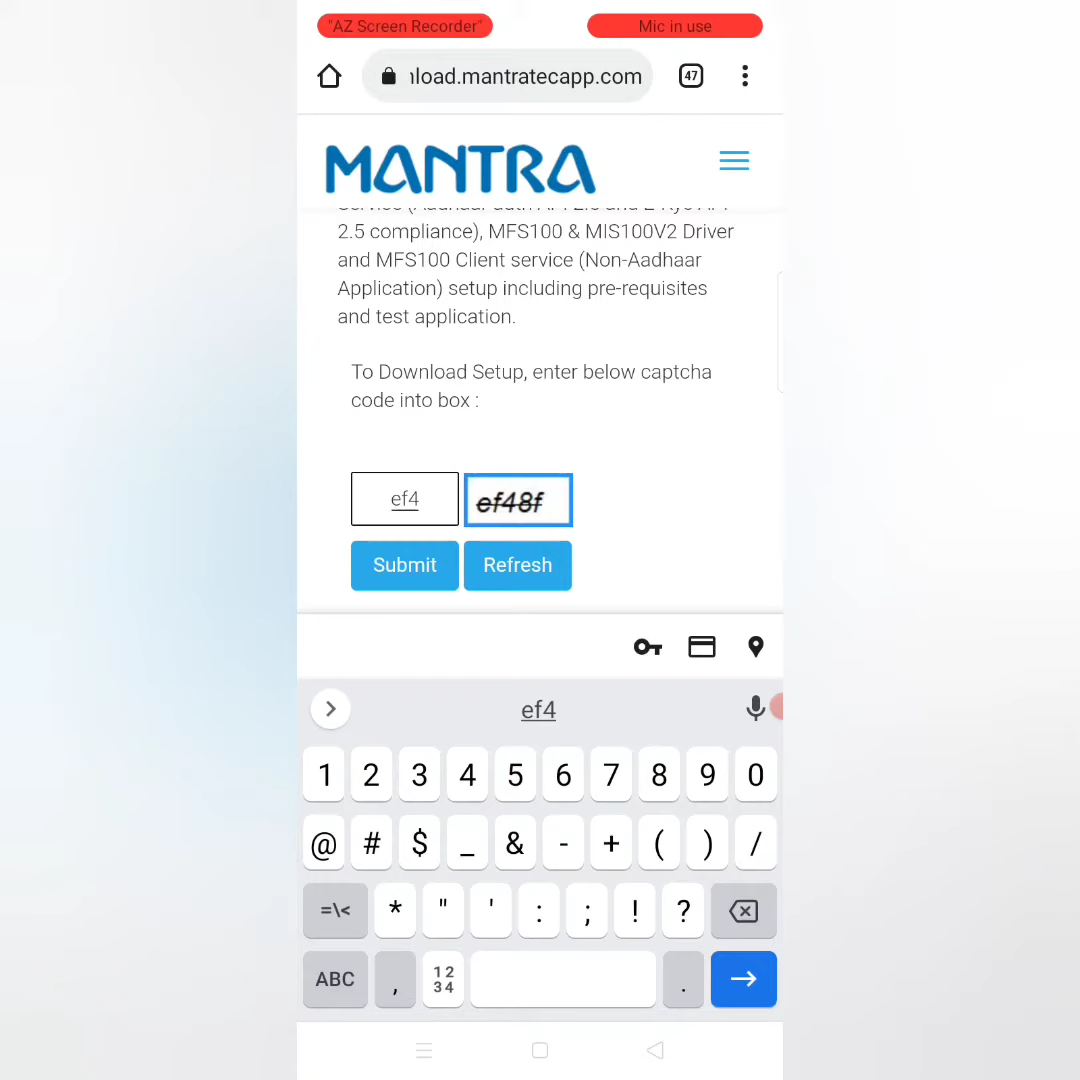 "AZ Screen Recorder" Mic in use
load.mantratecapp.com 47
MANTRA
2.5 compliance), MFS100 & MIS100V2 Driver
and MFS100 Client service (Non-Aadhaar
Application) setup including pre-requisites
and test application.
To Download Setup, enter below captcha
code into box :
ef4 ef48f
Submit Refresh
ef4
1 2 3 4 5 6 7 8 9 0
@ # $ _ & - + ( ) /
=\< * " ' : ; ! ?
ABC , 12 34 .